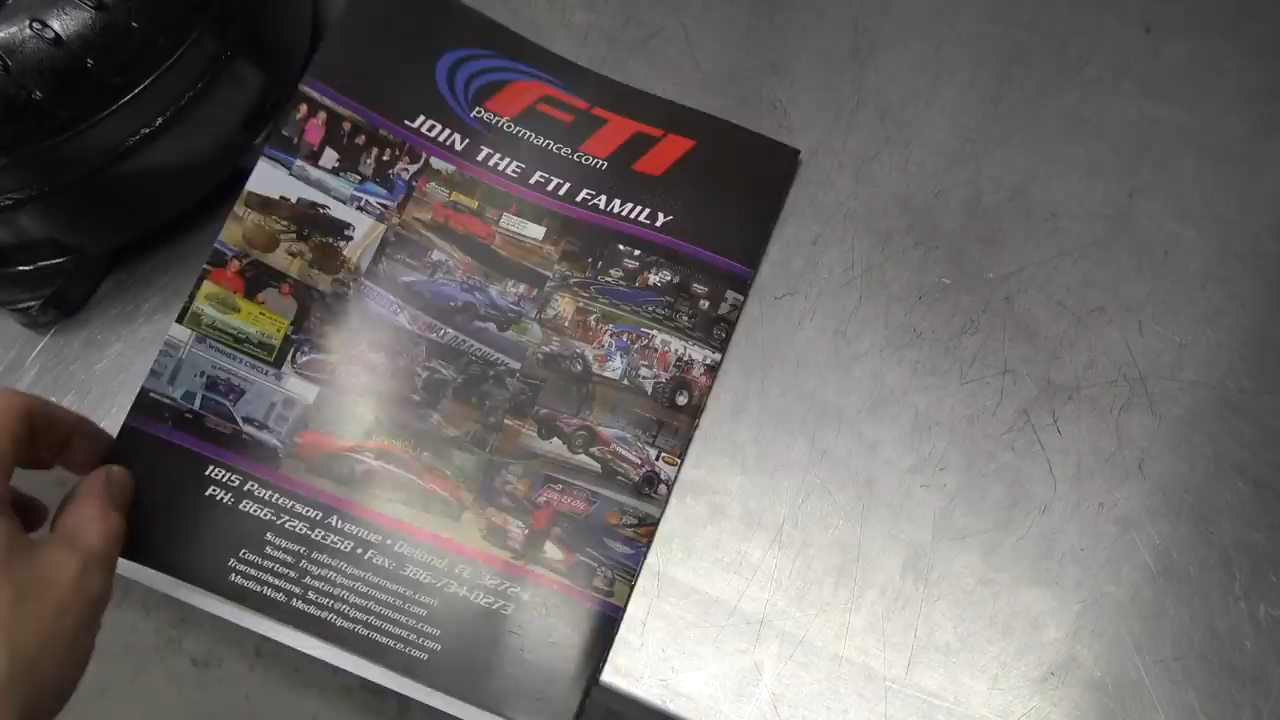 FTI
performance.com
JOIN THE FTI FAMILY
WINNER'S CIRCLE
LUCAS OIL
1815 Patterson Avenue • Deland, FL 3272
PH: 866-726-8358 • Fax: 386-734-0273
Support: info@ftiperformance.com
Sales: Troy@ftiperformance.com
Converters: Justin@ftiperformance.com
Transmissions: Scott@ftiperformance.com
Media/Web: Media@ftiperformance.com